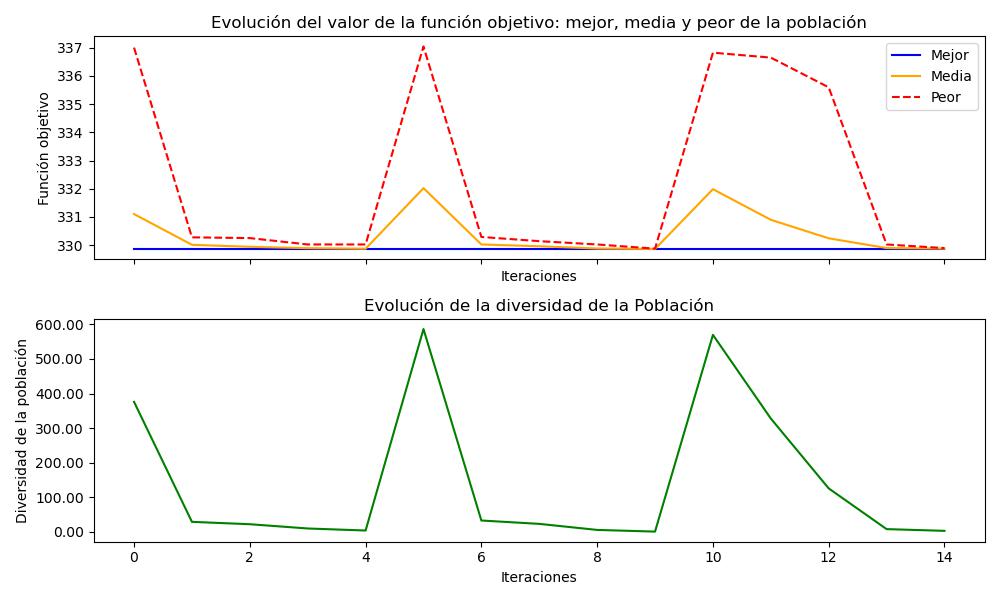 Evolución del valor de la función objetivo: mejor, media y peor de la población
337
336
335
334
333
332
331
330
Función objetivo
Mejor
Media
Peor
Iteraciones
Evolución de la diversidad de la Población
600.00
500.00
400.00
300.00
200.00
100.00
0.00
Diversidad de la población
0 2 4 6 8 10 12 14
Iteraciones